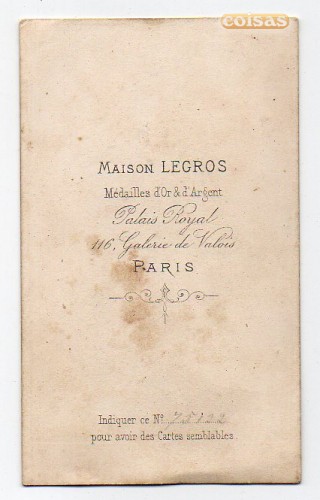 coisas
MAISON LEGROS
Médailles d'Or & d'Argent
Palais Royal
116, Galerie de Valois
PARIS
Indiquer ce Nº
pour avoir des Cartes semblables